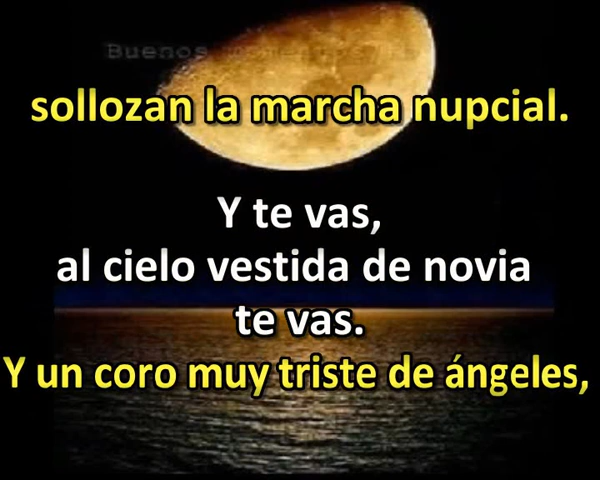 Buenos
sollozan la marcha nupcial.
Y te vas,
al cielo vestida de novia
te vas.
Y un coro muy triste de ángeles,